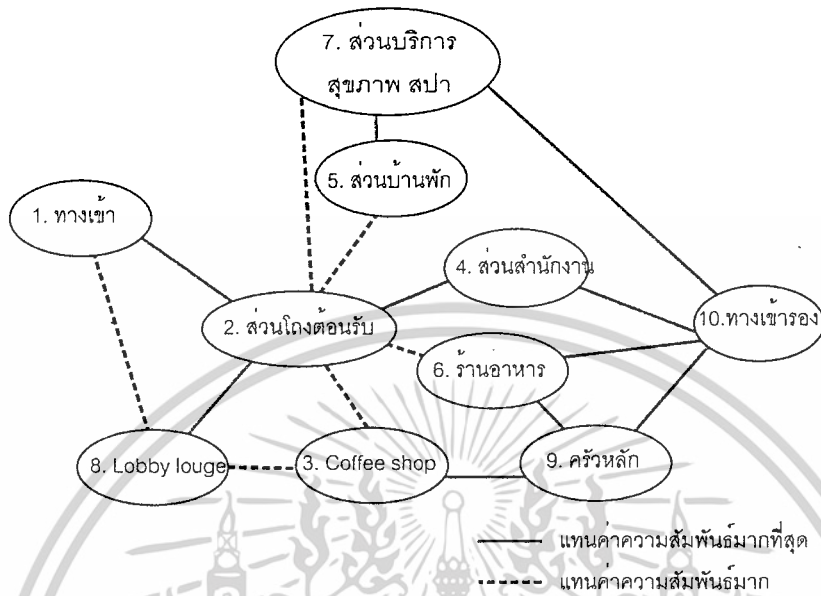 7. ส่วนบริการ
สุขภาพ สปา
5. ส่วนบ้านพัก
1. ทางเข้า
4. ส่วนสำนักงาน
2. ส่วนโถงต้อนรับ
10.ทางเข้ารอง
6. ร้านอาหาร
8. Lobby louge
3. Coffee shop
9. ครัวหลัก
แทนค่าความสัมพันธ์มากที่สุด
แทนค่าความสัมพันธ์มาก